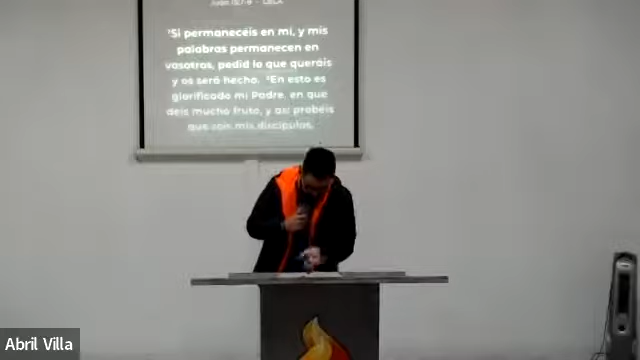 Juan 15:7-9 - LBLA
⁷Si permanecéis en mí, y mis
palabras permanecen en
vosotros, pedid lo que queráis
y os será hecho. ⁸En esto es
glorificado mi Padre, en que
deis mucho fruto, y así probéis
que sois mis discípulos.
Abril Villa